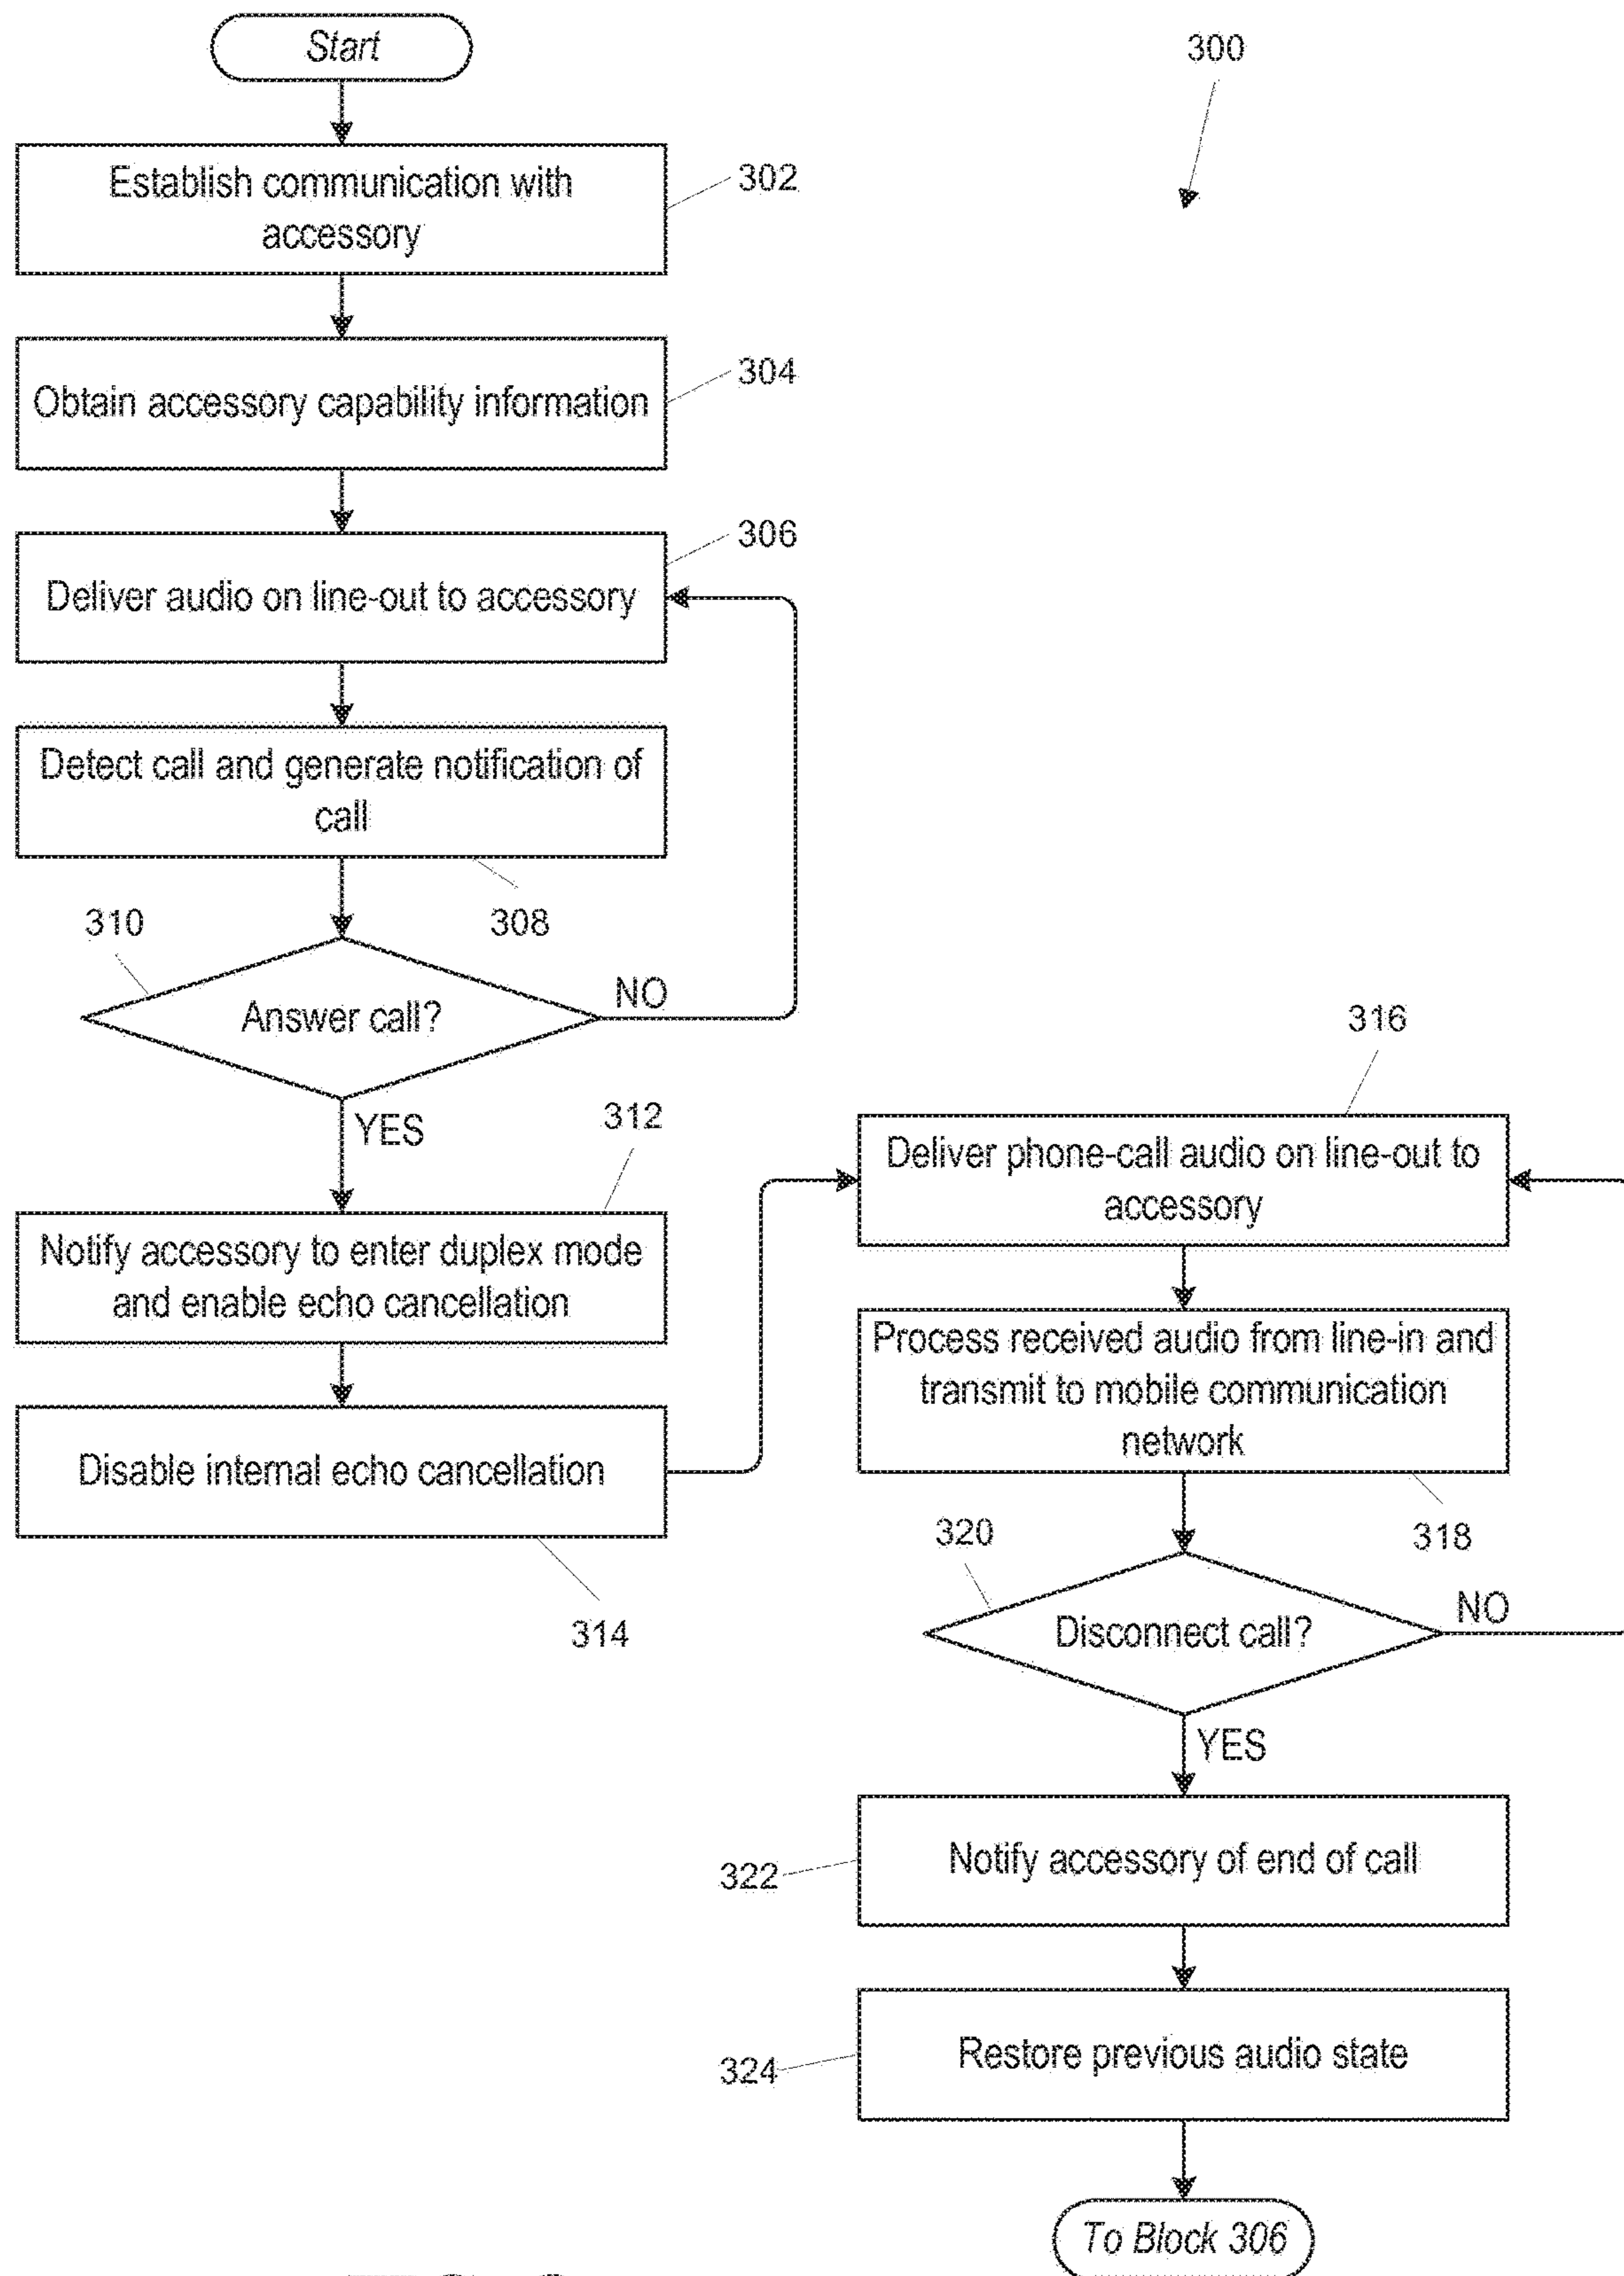 Start
300
Establish communication with
accessory
302
Obtain accessory capability information
304
306
Deliver audio on line-out to accessory
Detect call and generate notification of
call
308
310
Answer call?
NO
YES
312
Notify accessory to enter duplex mode
and enable echo cancellation
Disable internal echo cancellation
314
316
Deliver phone-call audio on line-out to
accessory
Process received audio from line-in and
transmit to mobile communication
network
318
320
Disconnect call?
NO
YES
Notify accessory of end of call
322
Restore previous audio state
324
To Block 306